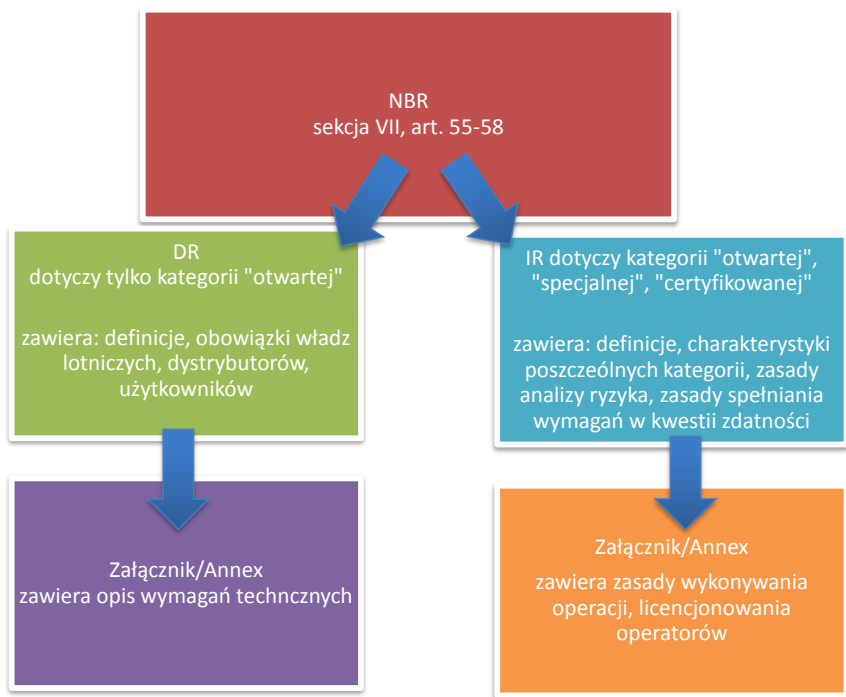 NBR
sekcja VII, art. 55-58
DR
dotyczy tylko kategorii "otwartej"
zawiera: definicje, obowiązki władz
lotniczych, dystrybutorów,
użytkowników
IR dotyczy kategorii "otwartej",
"specjalnej", "certyfikowanej"
zawiera: definicje, charakterystyki
poszczeólnych kategorii, zasady
analizy ryzyka, zasady spełniania
wymagań w kwestii zdatności
Załącznik/Annex
zawiera opis wymagań techncznych
Załącznik/Annex
zawiera zasady wykonywania
operacji, licencjonowania
operatorów